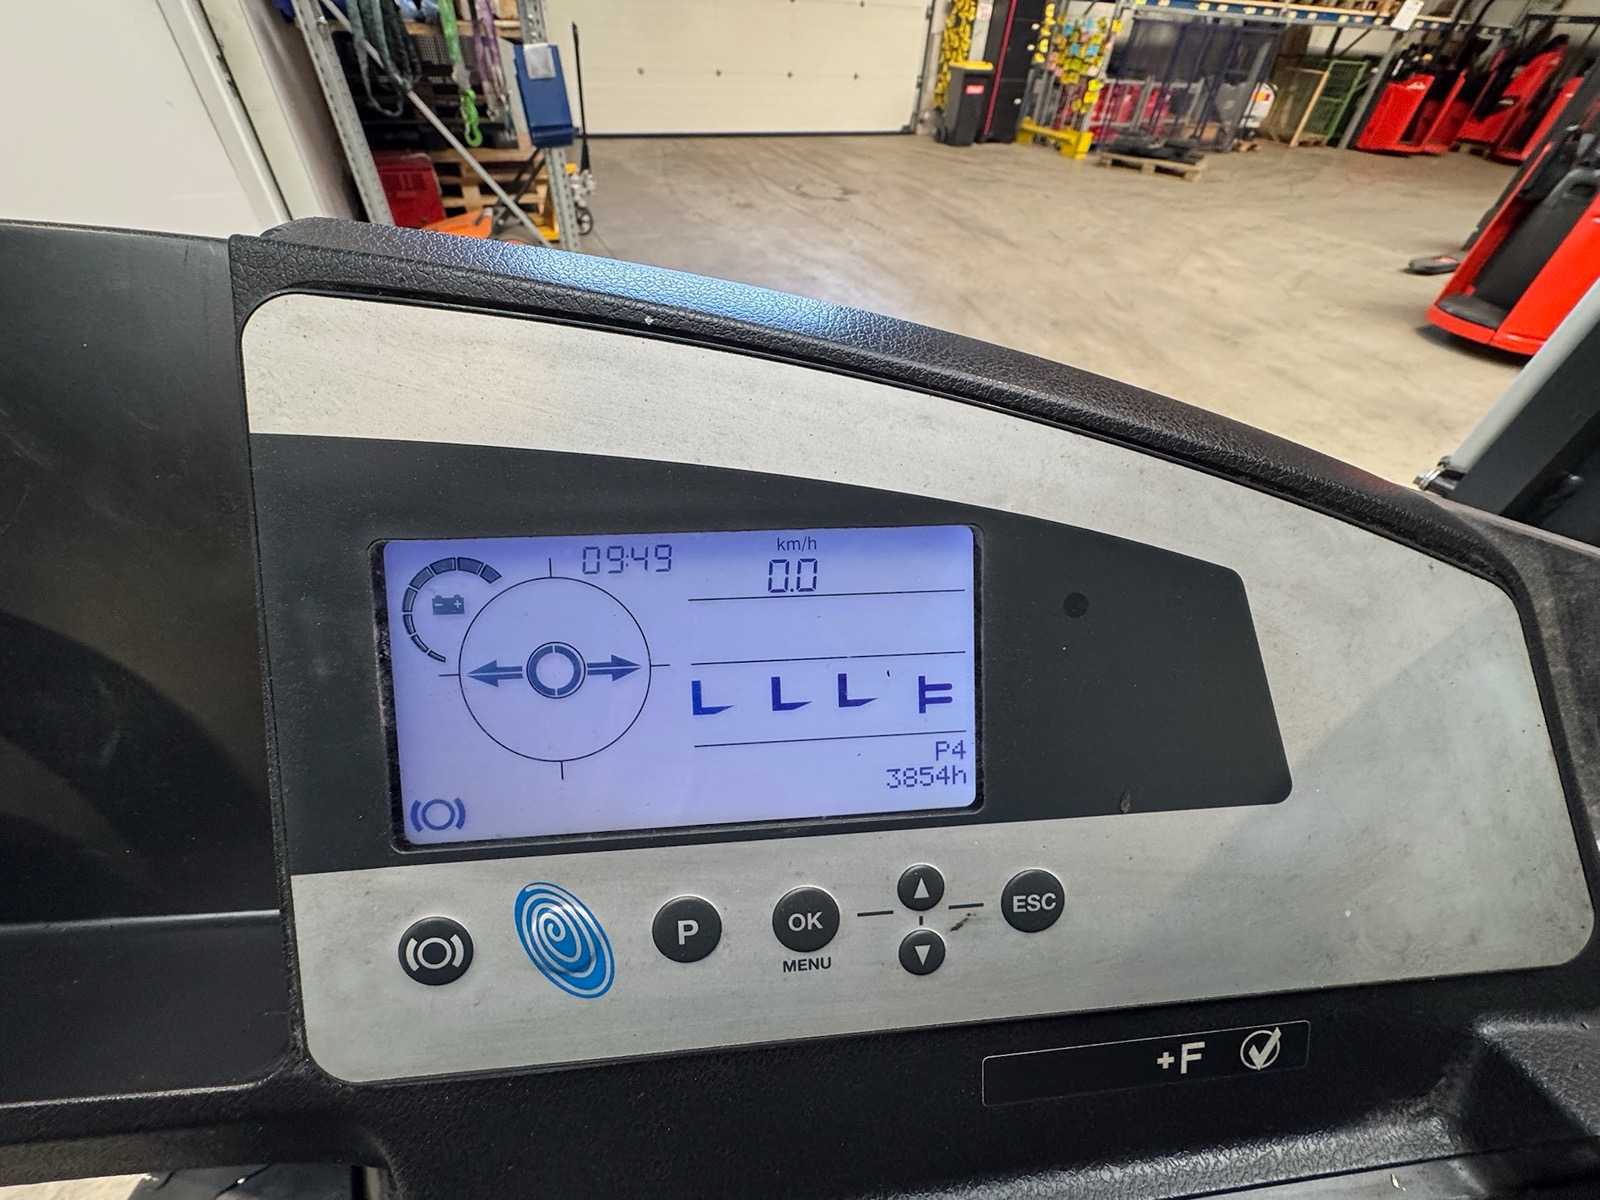 09:49
km/h
0.0
P4
3854h
P
OK
MENU
ESC
+F